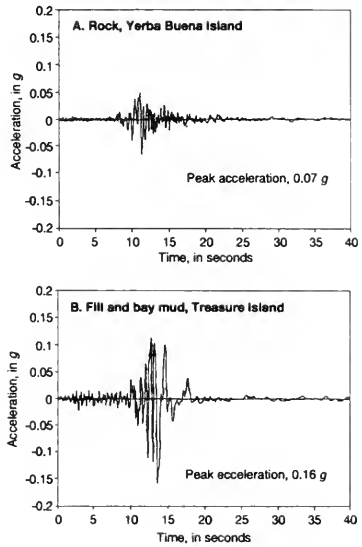 A. Rock, Yerba Buena Island
0.2
0.15
0.1
0.05
0
-0.05
-0.1
-0.15
-0.2
Acceleration, in g
Peak acceleration, 0.07 g
0 5 10 15 20 25 30 35 40
Time, in seconds
B. Fill and bay mud, Treasure Island
0.2
0.15
0.1
0.05
0
-0.05
-0.1
-0.15
-0.2
Acceleration, in g
Peak ecceleration, 0.16 g
0 5 10 15 20 25 30 35 40
Time, in seconds